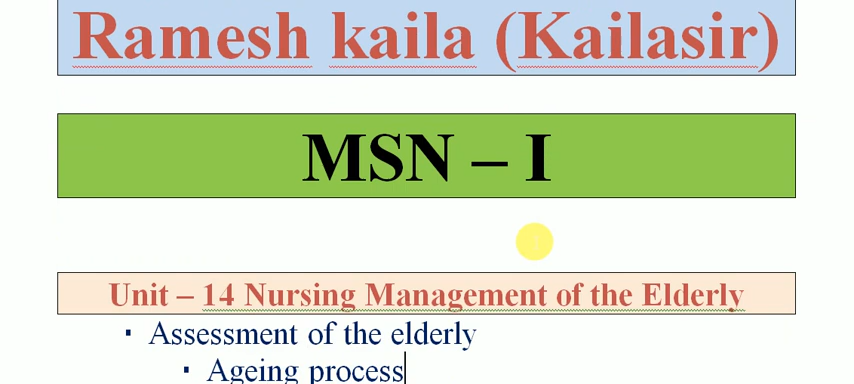 Ramesh kaila (Kailasir)
MSN – I
Unit – 14 Nursing Management of the Elderly
▪ Assessment of the elderly
▪ Ageing process